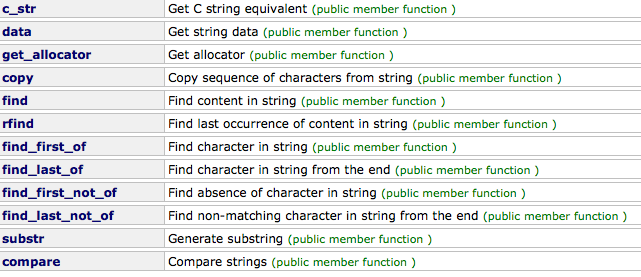 c_str Get C string equivalent (public member function )
data Get string data (public member function )
get_allocator Get allocator (public member function )
copy Copy sequence of characters from string (public member function )
find Find content in string (public member function )
rfind Find last occurrence of content in string (public member function )
find_first_of Find character in string (public member function )
find_last_of Find character in string from the end (public member function )
find_first_not_of Find absence of character in string (public member function )
find_last_not_of Find non-matching character in string from the end (public member function )
substr Generate substring (public member function )
compare Compare strings (public member function )